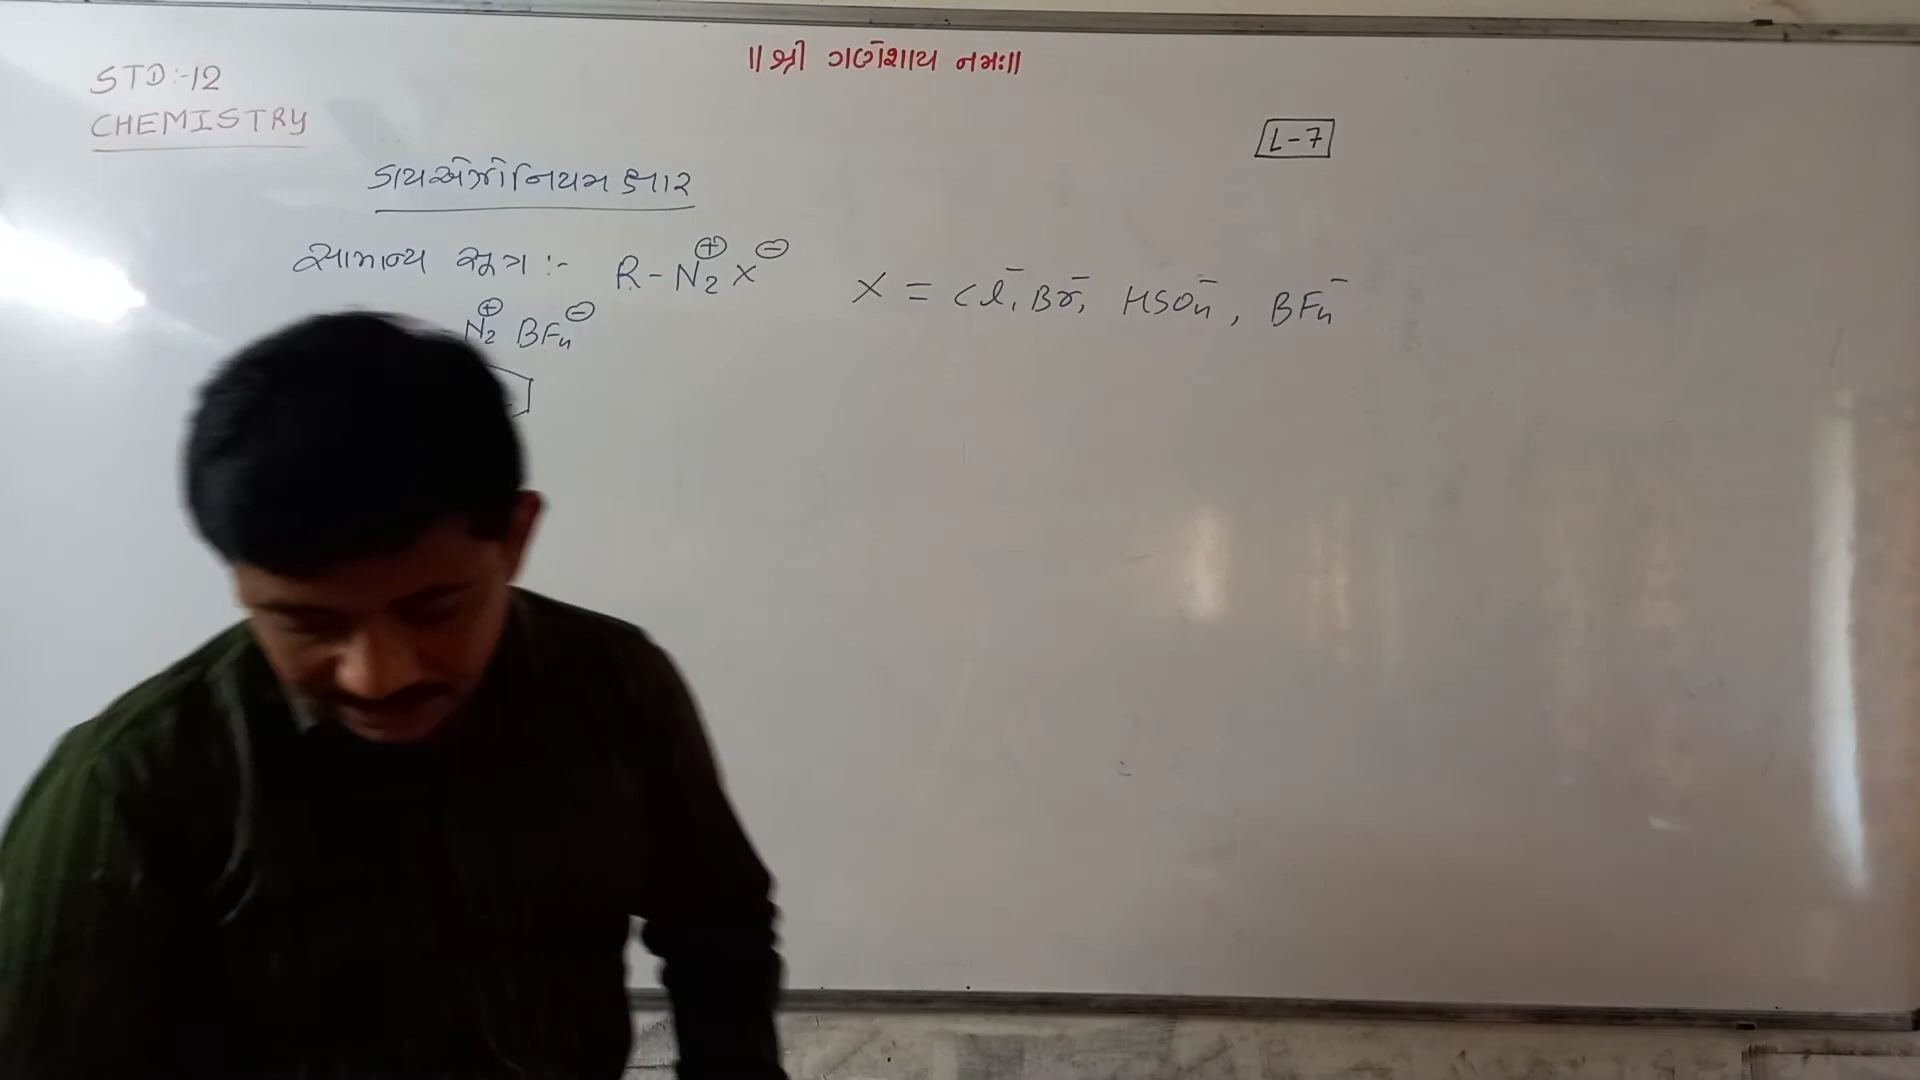 ॥ શ્રી ગણેશાય નમઃ॥
STD:-12
CHEMISTRY
L-7
ડાયએઝોનિયમ ક્ષાર
સામાન્ય સૂત્ર :- R-N₂⊕ X⊖ X = Cl⁻, Br⁻, HSO₄⁻, BF₄⁻
N₂⊕ BF₄⊖